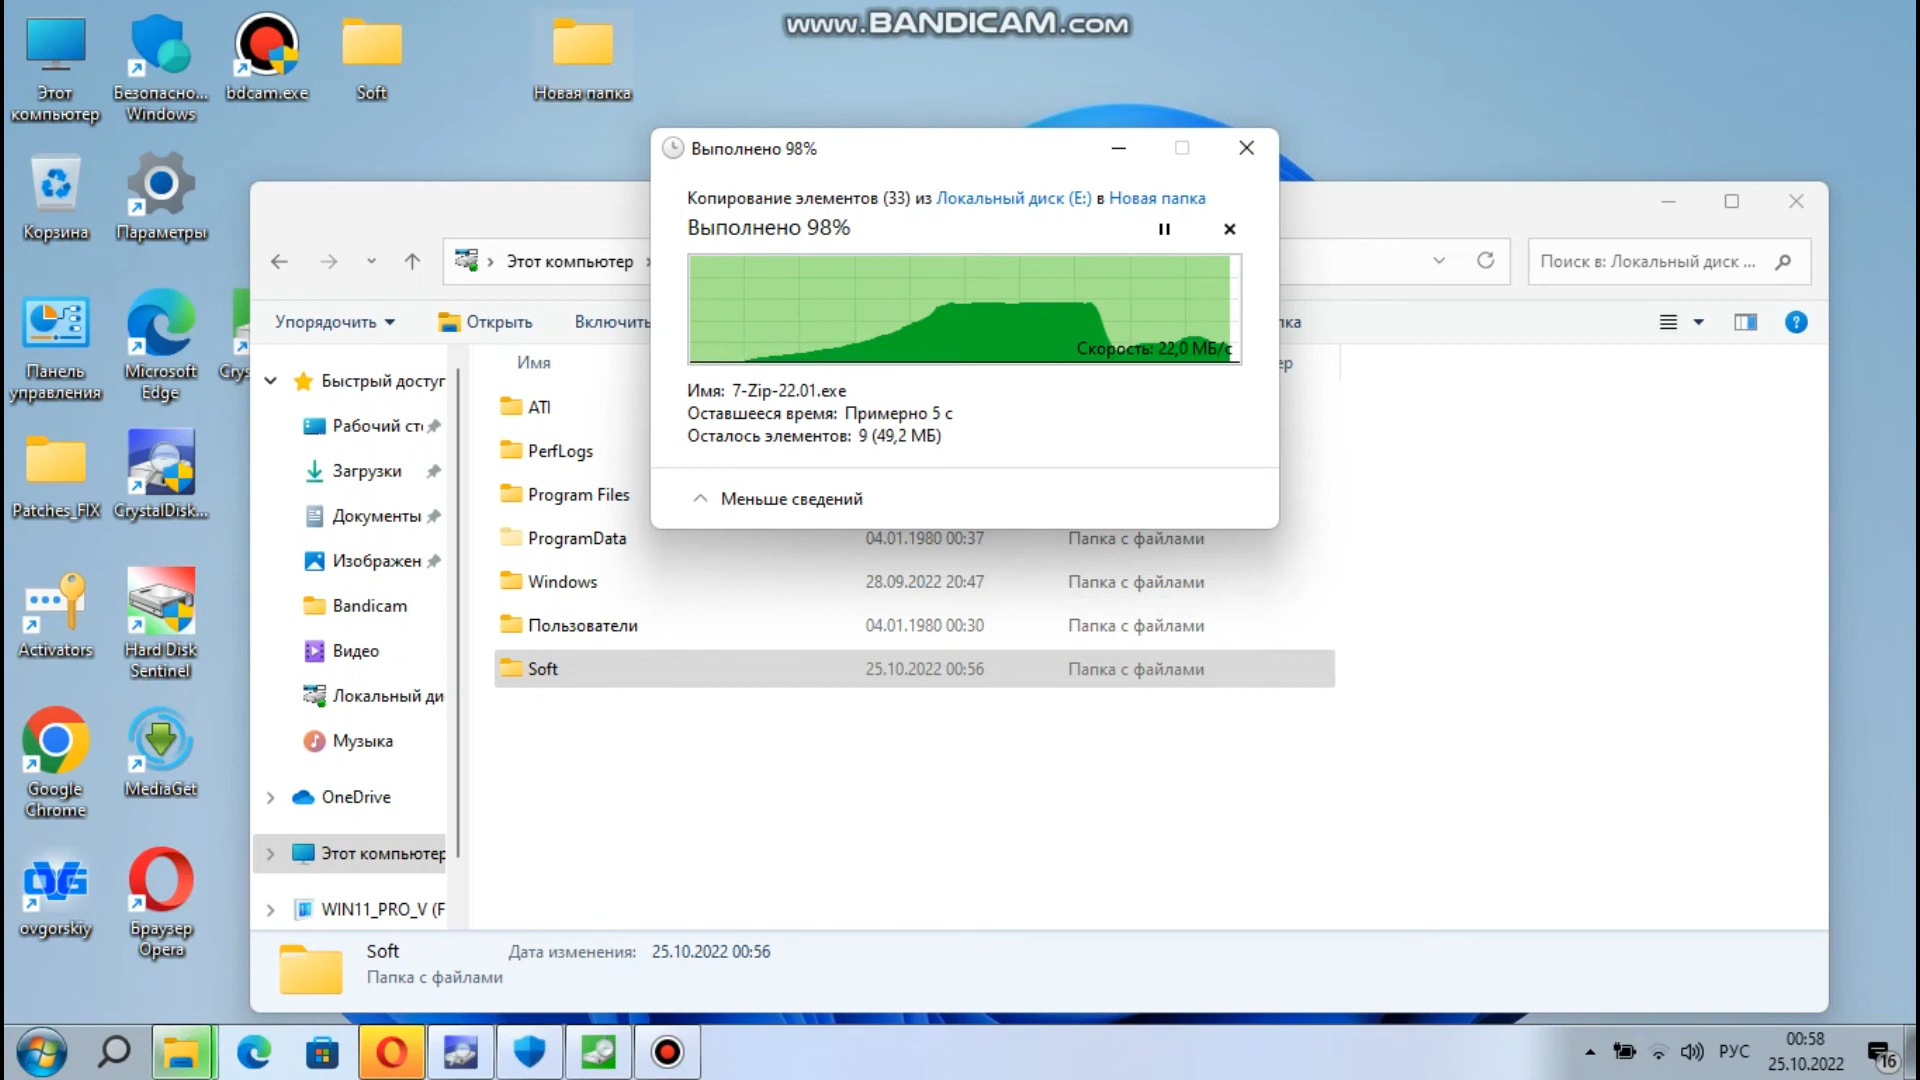 www.BANDICAM.com
Этот
компьютер
Безопасно...
Windows
bdcam.exe
Soft
Новая папка
Корзина
Параметры
Панель
управления
Microsoft
Edge
Crys
Patches_FIX
CrystalDisk...
Activators
Hard Disk
Sentinel
Google
Chrome
MediaGet
OVG
ovgorskiy
Браузер
Opera
Выполнено 98%
Копирование элементов (33) из Локальный диск (E:) в Новая папка
Выполнено 98%
Скорость: 22,0 МБ/с
Имя: 7-Zip-22.01.exe
Оставшееся время: Примерно 5 с
Осталось элементов: 9 (49,2 МБ)
Меньше сведений
Этот компьютер
Поиск в: Локальный диск ...
Упорядочить
Открыть
Включить
пка
Имя
ер
Быстрый доступ
Рабочий сто
Загрузки
Документы
Изображен
Bandicam
Видео
Локальный ди
Музыка
OneDrive
Этот компьютер
WIN11_PRO_V (F
ATI
PerfLogs
Program Files
ProgramData 04.01.1980 00:37 Папка с файлами
Windows 28.09.2022 20:47 Папка с файлами
Пользователи 04.01.1980 00:30 Папка с файлами
Soft 25.10.2022 00:56 Папка с файлами
Soft Дата изменения: 25.10.2022 00:56
Папка с файлами
РУС
00:58
25.10.2022
16